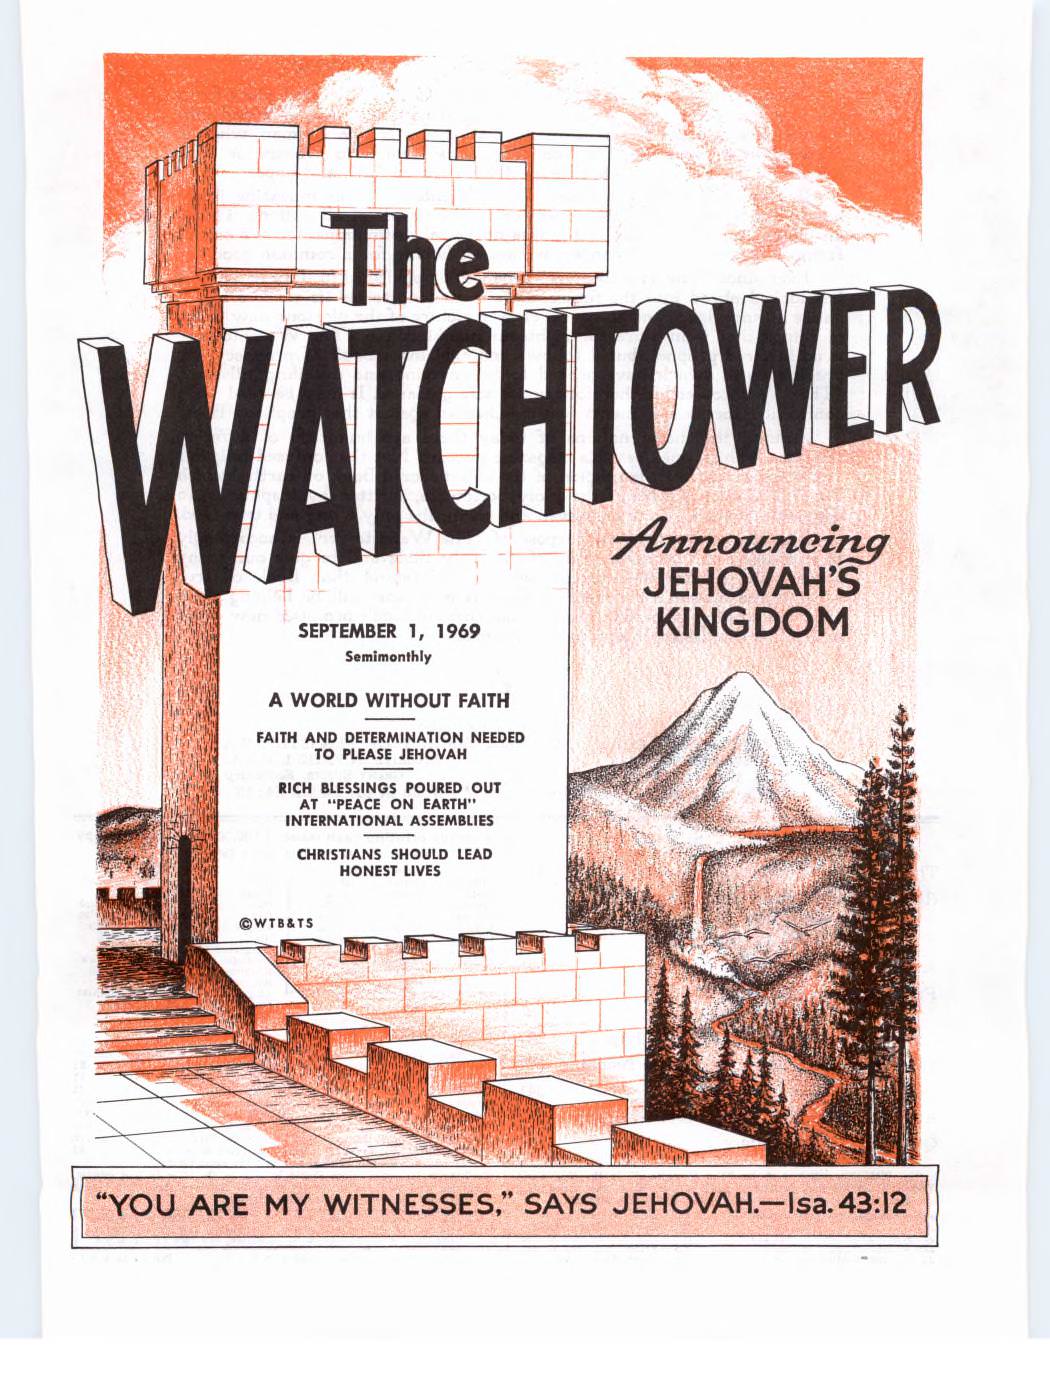 The
WATCHTOWER
Announcing
JEHOVAH'S
KINGDOM
SEPTEMBER 1, 1969
Semimonthly
A WORLD WITHOUT FAITH
FAITH AND DETERMINATION NEEDED
TO PLEASE JEHOVAH
RICH BLESSINGS POURED OUT
AT "PEACE ON EARTH"
INTERNATIONAL ASSEMBLIES
CHRISTIANS SHOULD LEAD
HONEST LIVES
©WTB&TS
“YOU ARE MY WITNESSES,” SAYS JEHOVAH.—Isa. 43:12